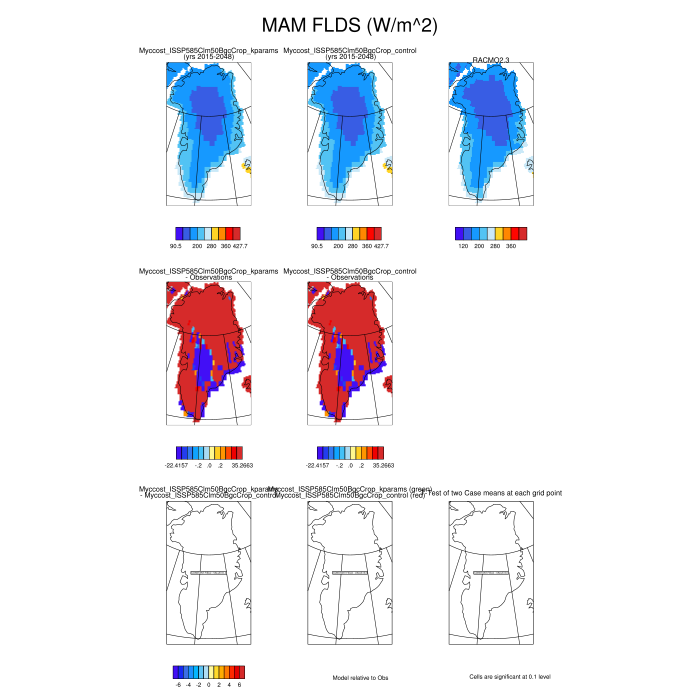 MAM FLDS (W/m^2)
Myccost_ISSP585Clm50BgcCrop_kparams
(yrs 2015-2048)
Myccost_ISSP585Clm50BgcCrop_control
(yrs 2015-2048)
RACMO2.3
90.5 200 280 360 427.7
90.5 200 280 360 427.7
120 200 280 360
Myccost_ISSP585Clm50BgcCrop_kparams
- Observations
Myccost_ISSP585Clm50BgcCrop_control
- Observations
-22.4157 -.2 .0 .2 35.2663
-22.4157 -.2 .0 .2 35.2663
Myccost_ISSP585Clm50BgcCrop_kparams
- Myccost_ISSP585Clm50BgcCrop_control
Myccost_ISSP585Clm50BgcCrop_kparams (green)
Myccost_ISSP585Clm50BgcCrop_control (red)
T-Test of two Case means at each grid point
-6 -4 -2 0 2 4 6
Model relative to Obs
Cells are significant at 0.1 level